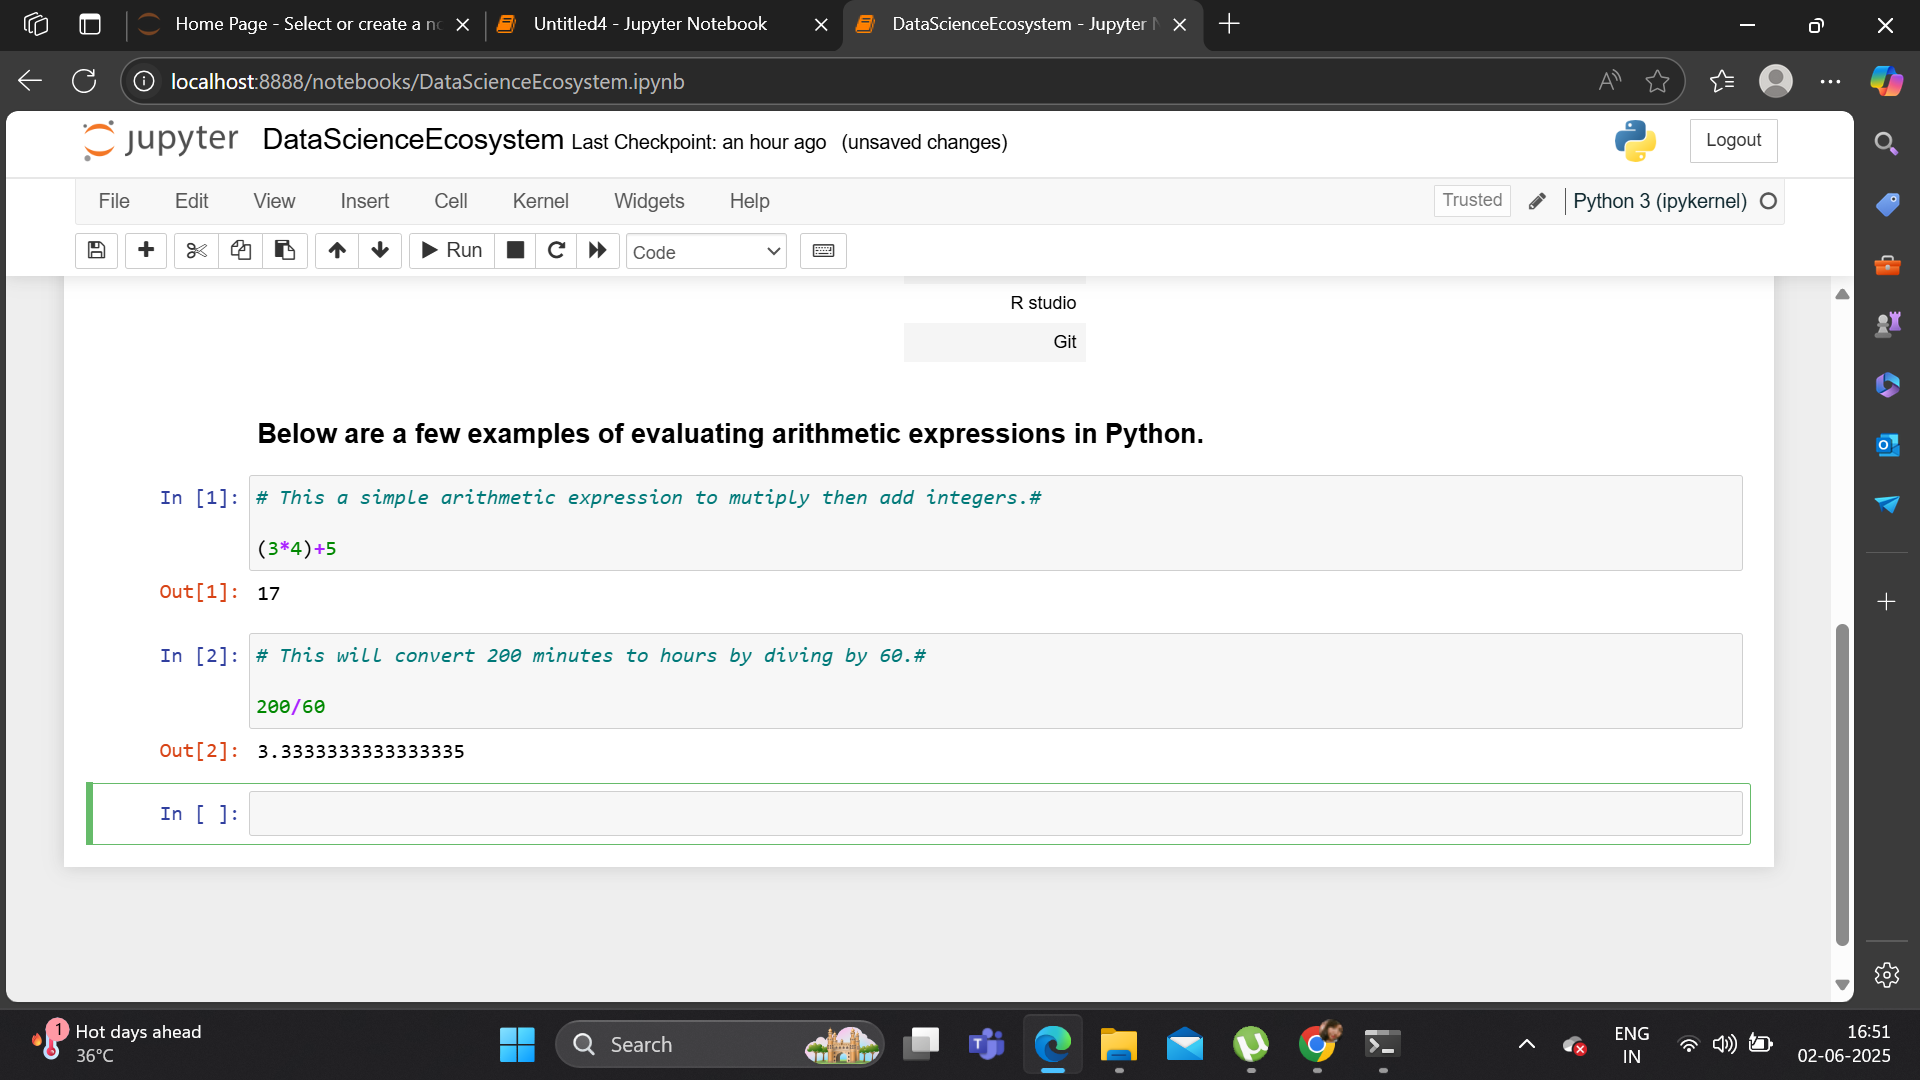 Home Page - Select or create a no
Untitled4 - Jupyter Notebook
DataScienceEcosystem - Jupyter N
localhost:8888/notebooks/DataScienceEcosystem.ipynb
jupyter DataScienceEcosystem Last Checkpoint: an hour ago (unsaved changes)
Logout
File Edit View Insert Cell Kernel Widgets Help
Trusted
Python 3 (ipykernel)
Run
Code
R studio
Git
Below are a few examples of evaluating arithmetic expressions in Python.
In [1]: # This a simple arithmetic expression to mutiply then add integers.#
(3*4)+5
Out[1]: 17
In [2]: # This will convert 200 minutes to hours by diving by 60.#
200/60
Out[2]: 3.3333333333333335
In [ ]:
1
Hot days ahead
36°C
Search
ENG
IN
16:51
02-06-2025